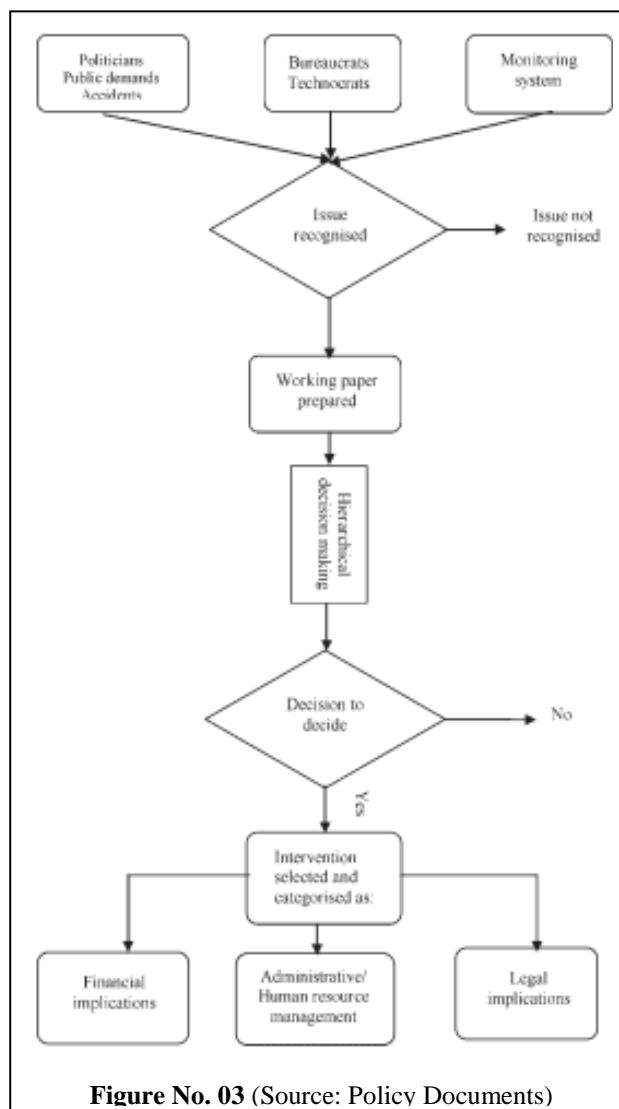 Politicians
Public demands
Accidents
Bureaucrats
Technocrats
Monitoring
system
Issue
recognised
Issue not
recognised
Working paper
prepared
Hierarchical
decision making
Decision to
decide
No
Yes
Intervention
selected and
categorised as:
Financial
implications
Administrative/
Human resource
management
Legal
implications
Figure No. 03 (Source: Policy Documents)